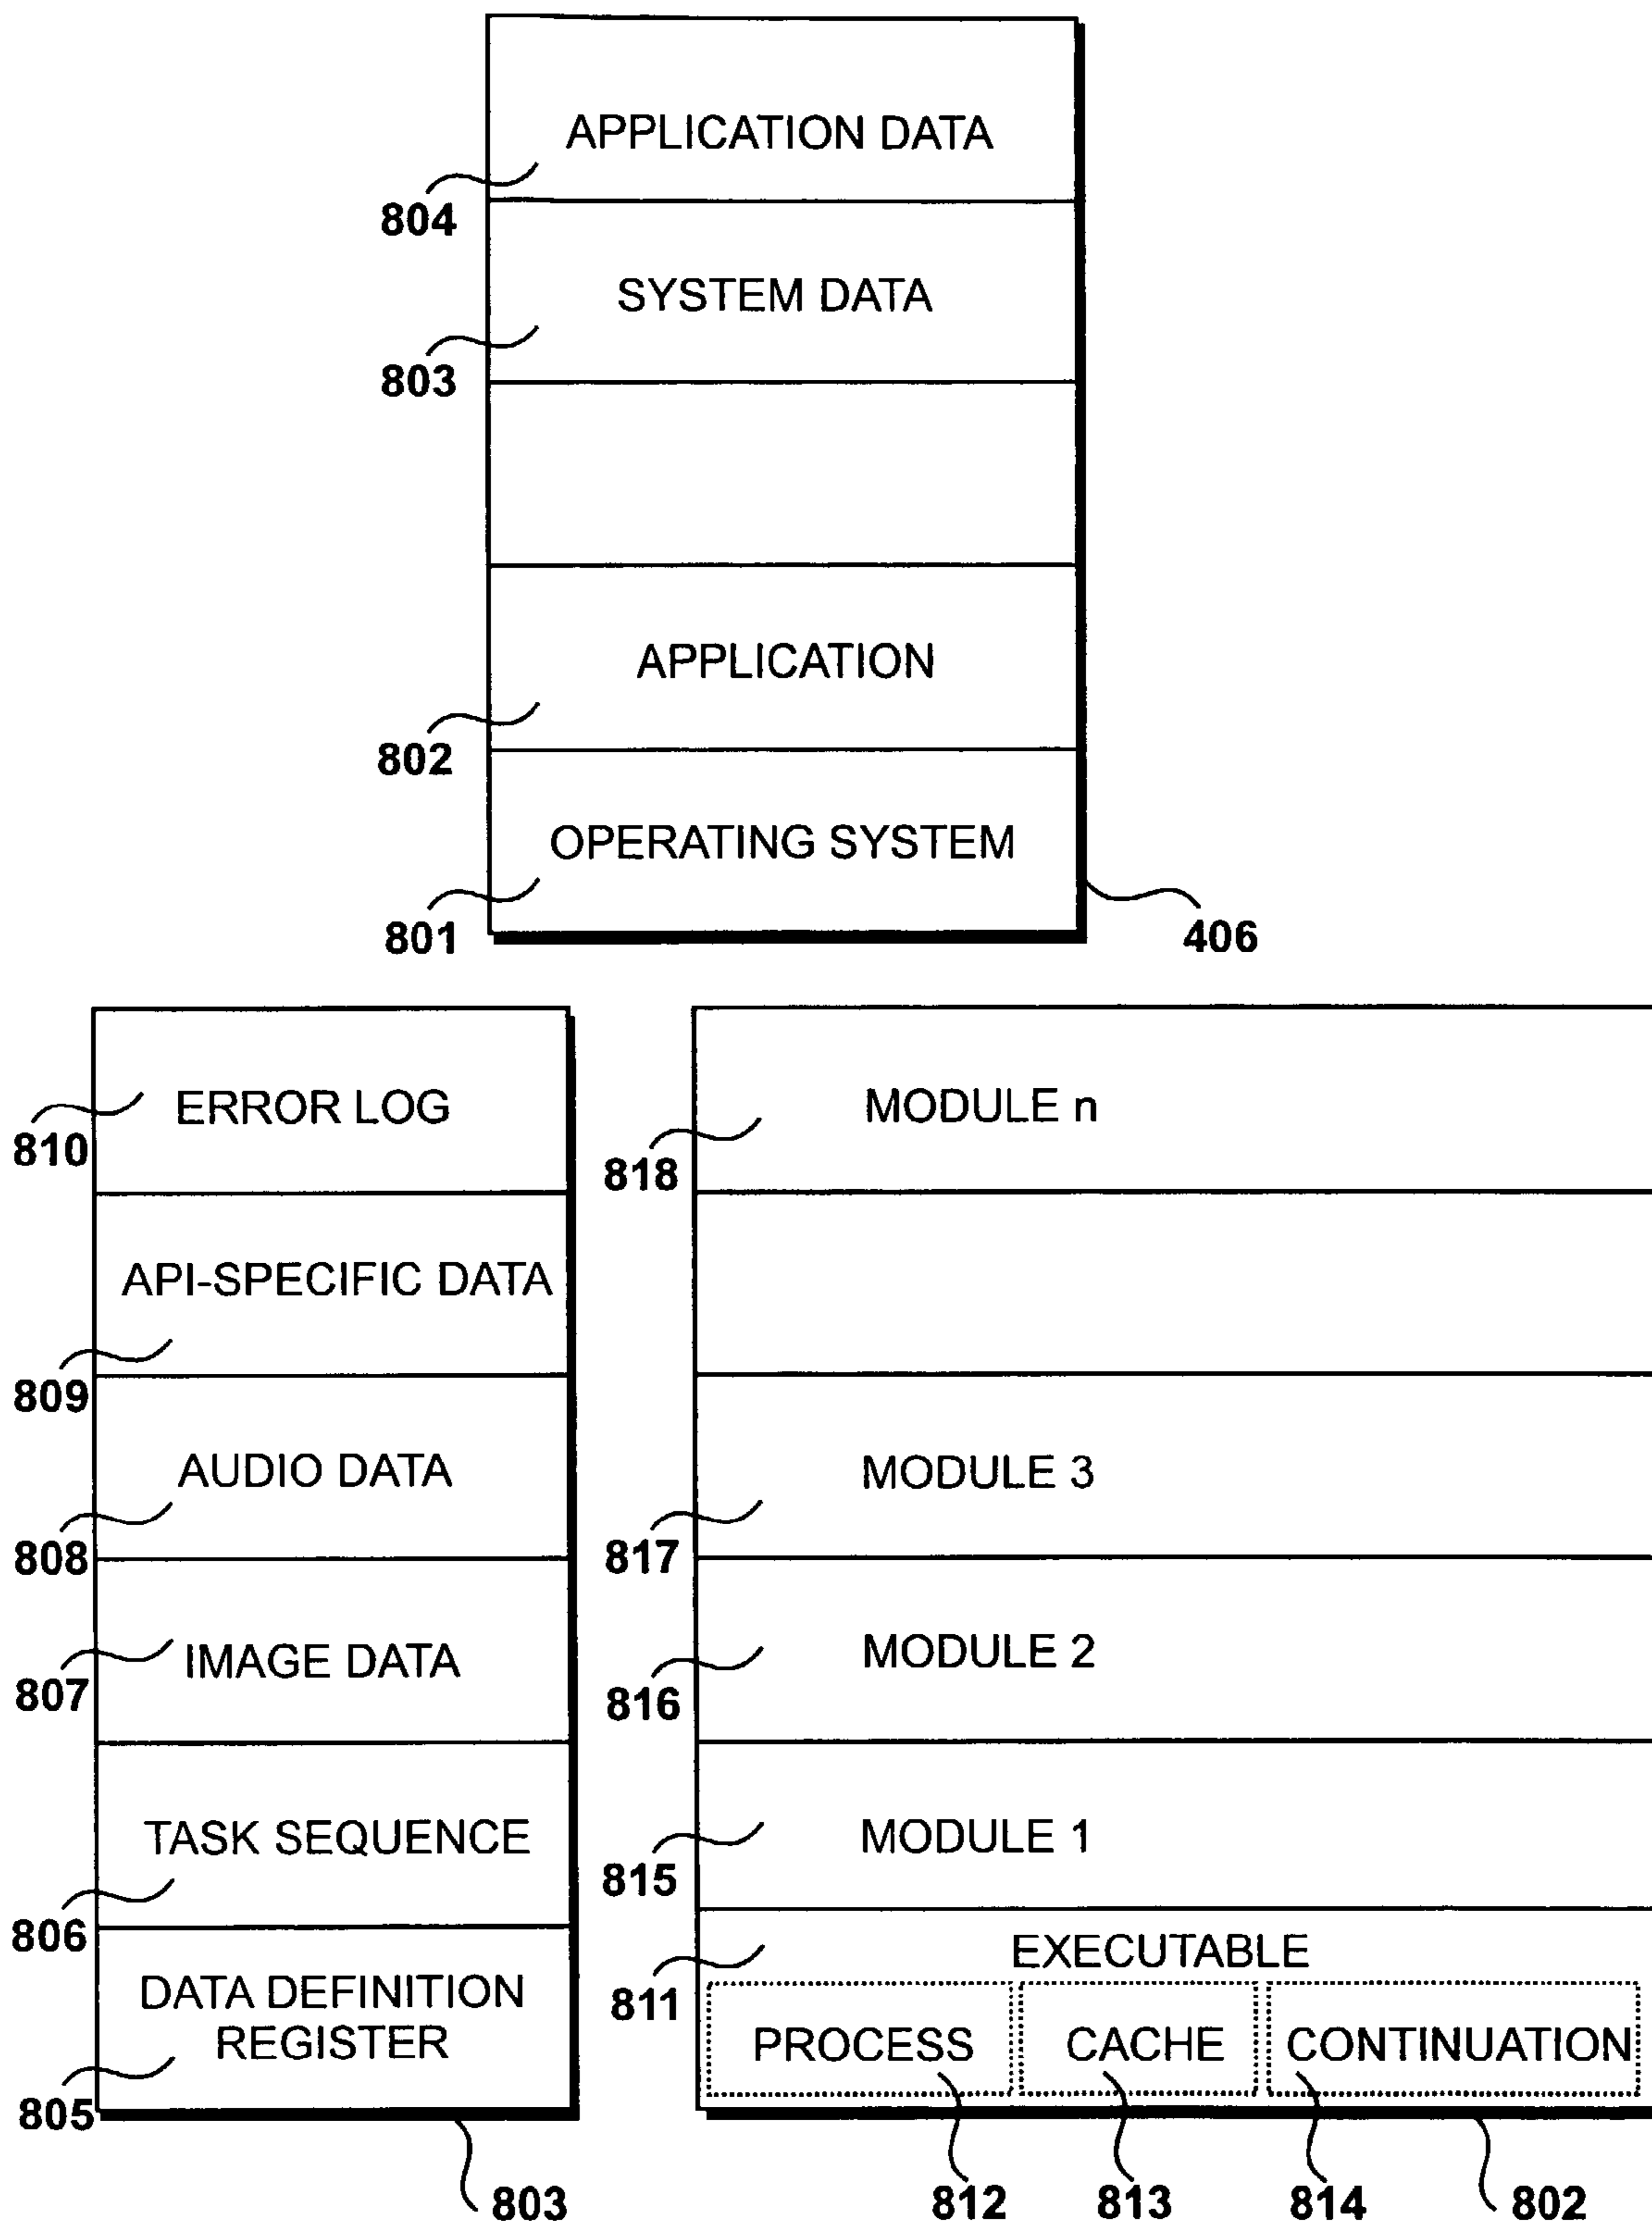 APPLICATION DATA
804
SYSTEM DATA
803
APPLICATION
802
OPERATING SYSTEM
801
406
ERROR LOG
810
API-SPECIFIC DATA
809
AUDIO DATA
808
IMAGE DATA
807
TASK SEQUENCE
806
DATA DEFINITION
REGISTER
805
803
MODULE n
818
MODULE 3
817
MODULE 2
816
MODULE 1
815
EXECUTABLE
811
PROCESS
CACHE
CONTINUATION
812
813
814
802